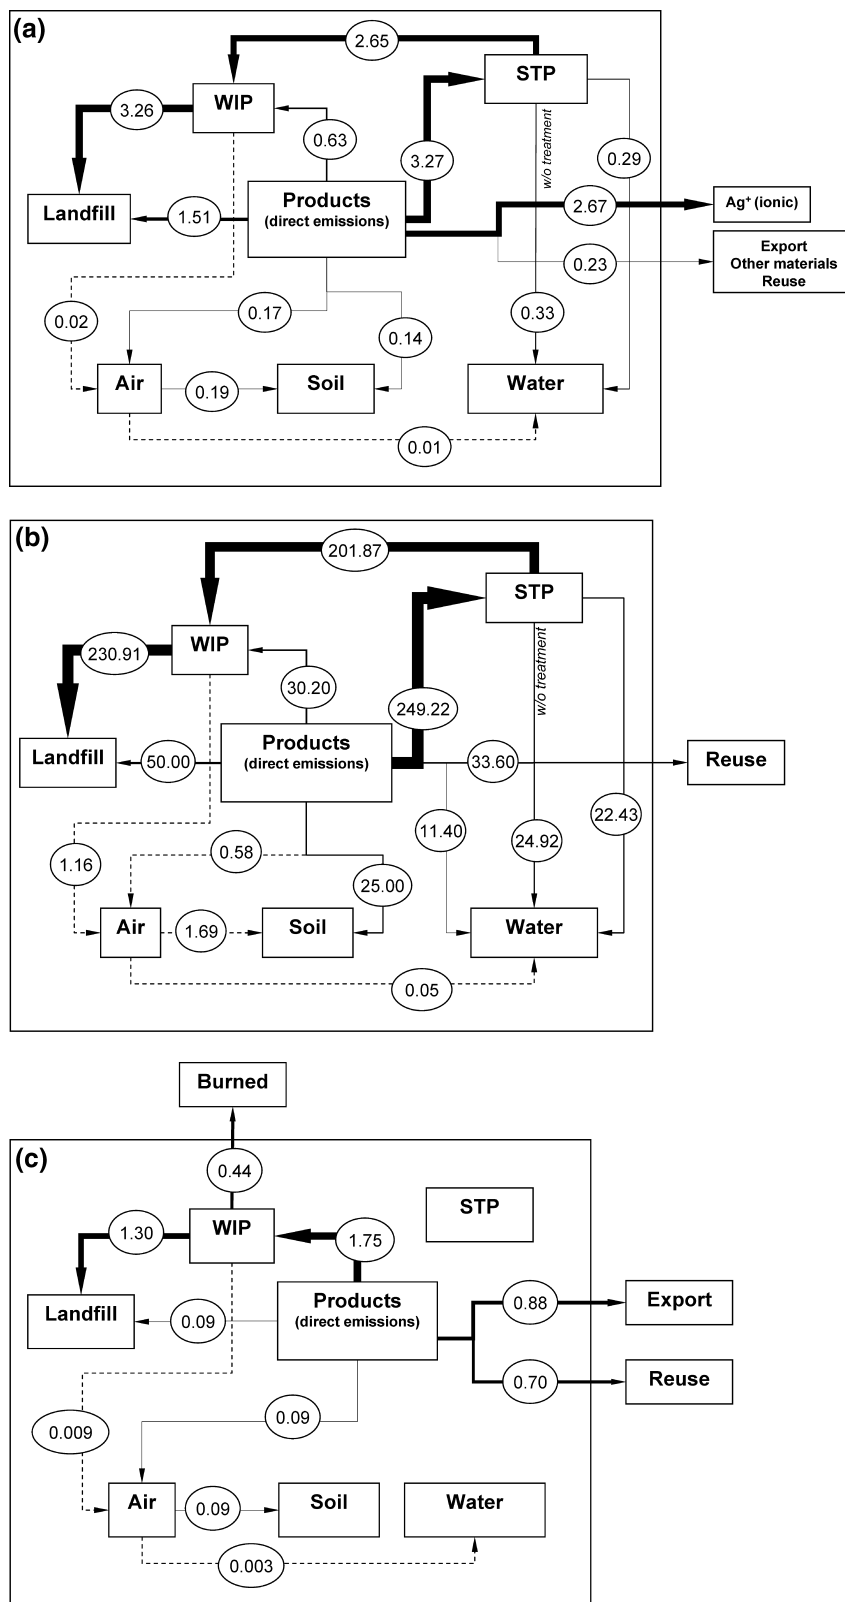 (a)
2.65
STP
WIP
3.26
0.63
3.27
w/o treatment
0.29
Products
(direct emissions)
Landfill
1.51
2.67
Ag+ (ionic)
0.23
Export
Other materials
Reuse
0.02
0.17
0.14
0.33
Air
0.19
Soil
Water
0.01
(b)
201.87
STP
WIP
230.91
30.20
249.22
w/o treatment
Products
(direct emissions)
Landfill
50.00
33.60
Reuse
11.40
24.92
22.43
1.16
0.58
25.00
Air
1.69
Soil
Water
0.05
Burned
(c)
0.44
STP
WIP
1.30
1.75
Products
(direct emissions)
Landfill
0.09
0.88
Export
0.70
Reuse
0.009
0.09
Air
0.09
Soil
Water
0.003